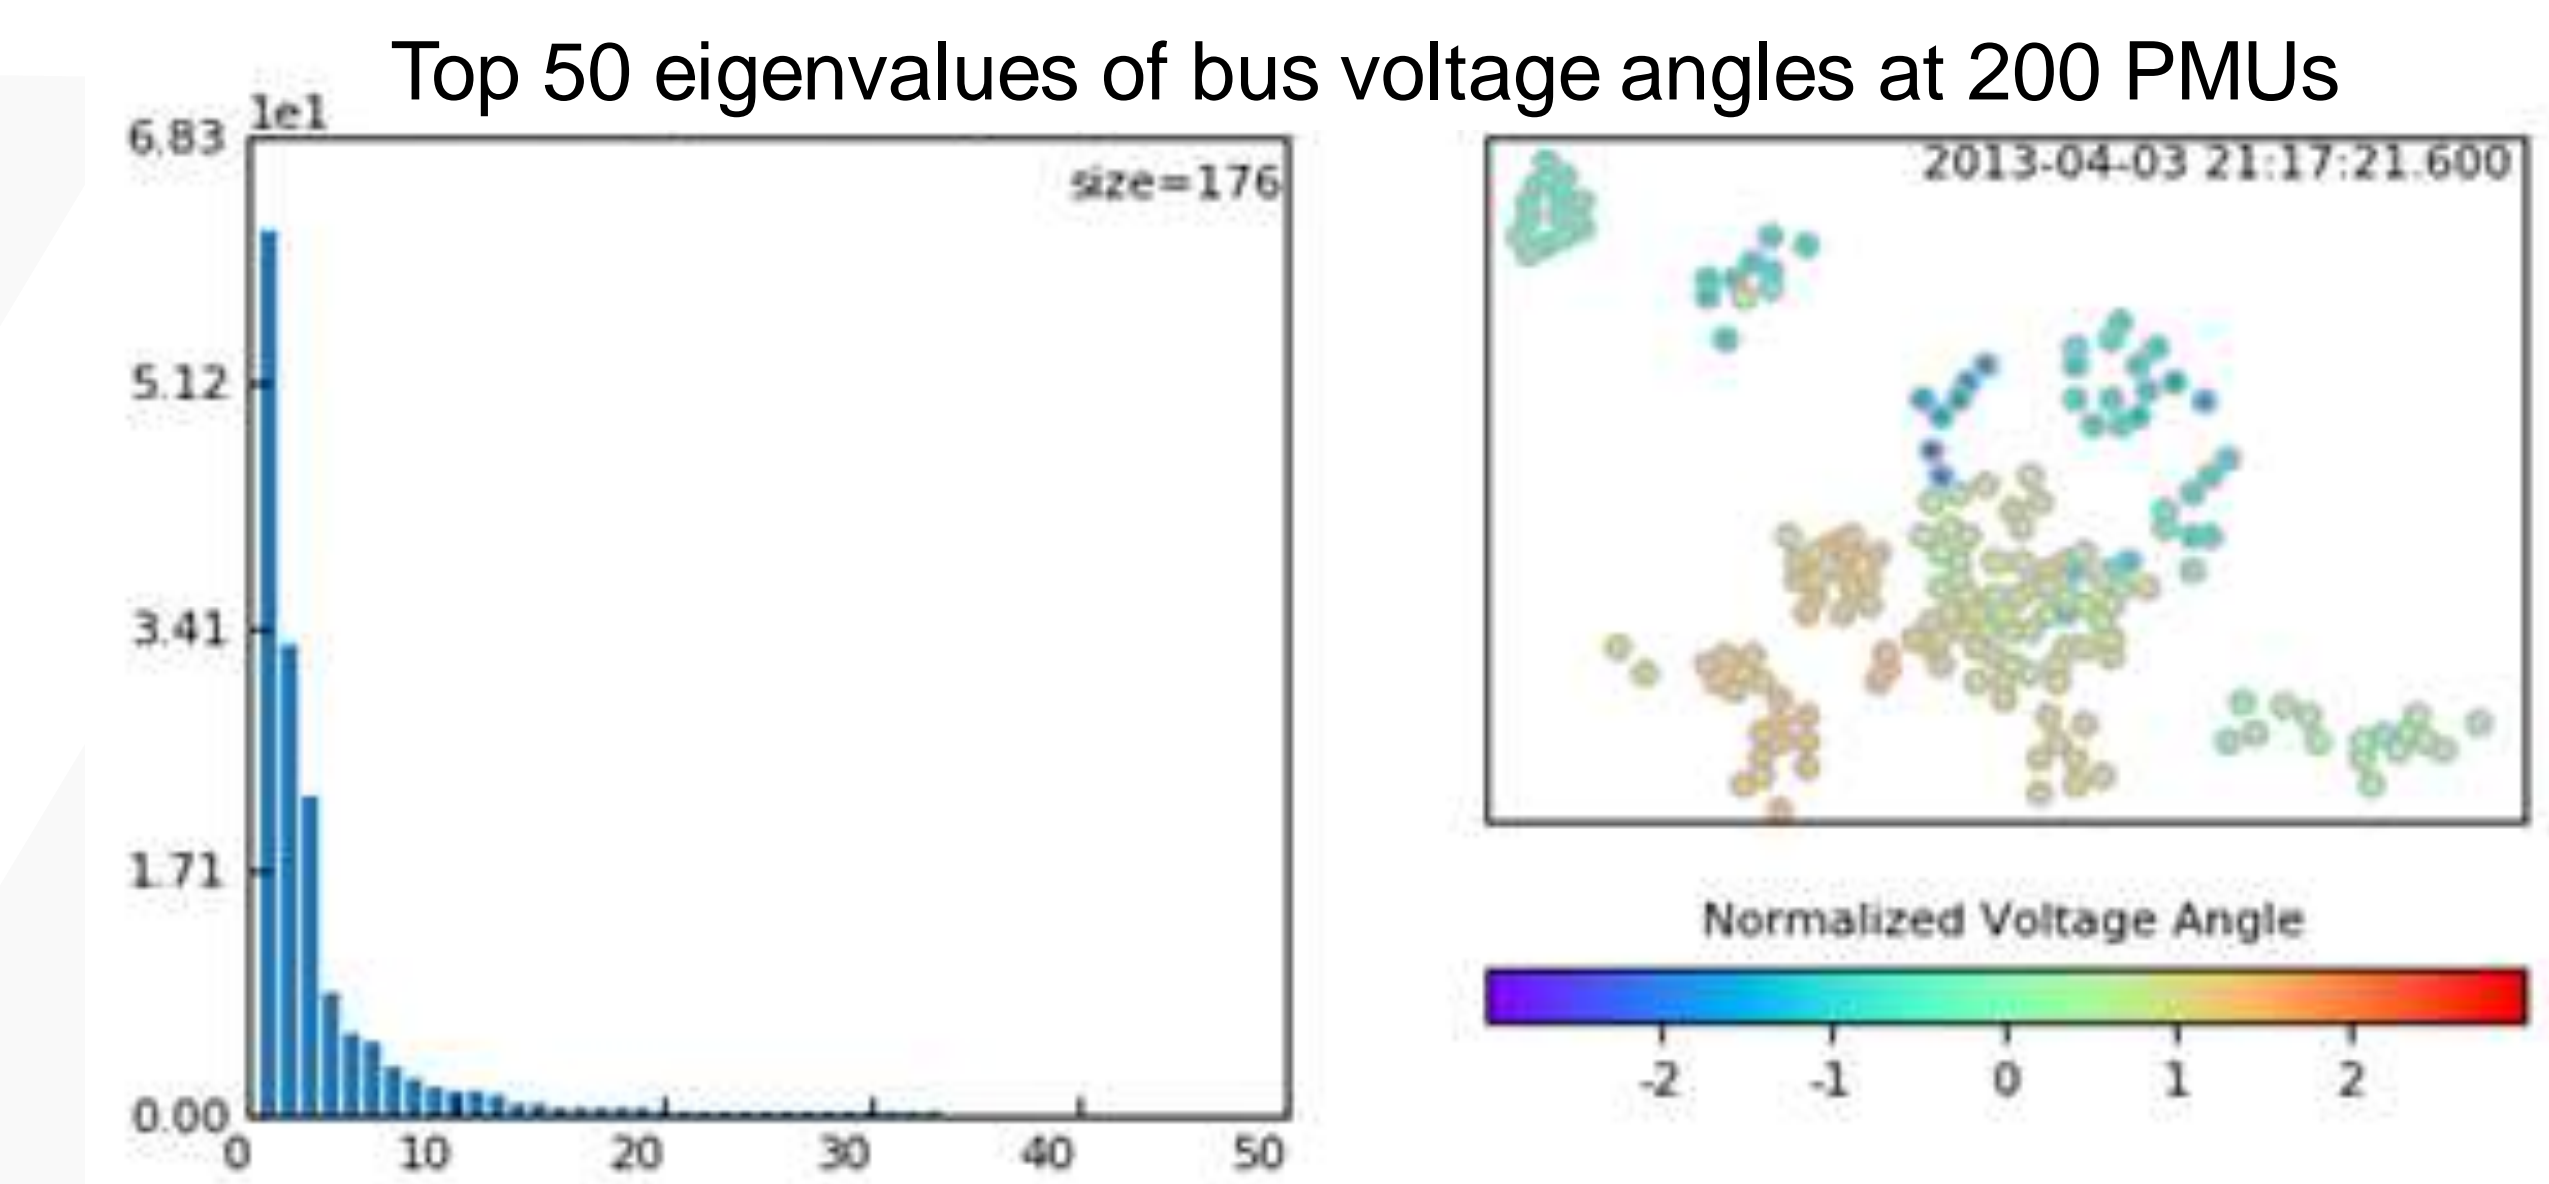 Top 50 eigenvalues of bus voltage angles at 200 PMUs
1e1
6.83
size=176
5.12
3.41
1.71
0.00
0 10 20 30 40 50
2013-04-03 21:17:21.600
Normalized Voltage Angle
-2 -1 0 1 2